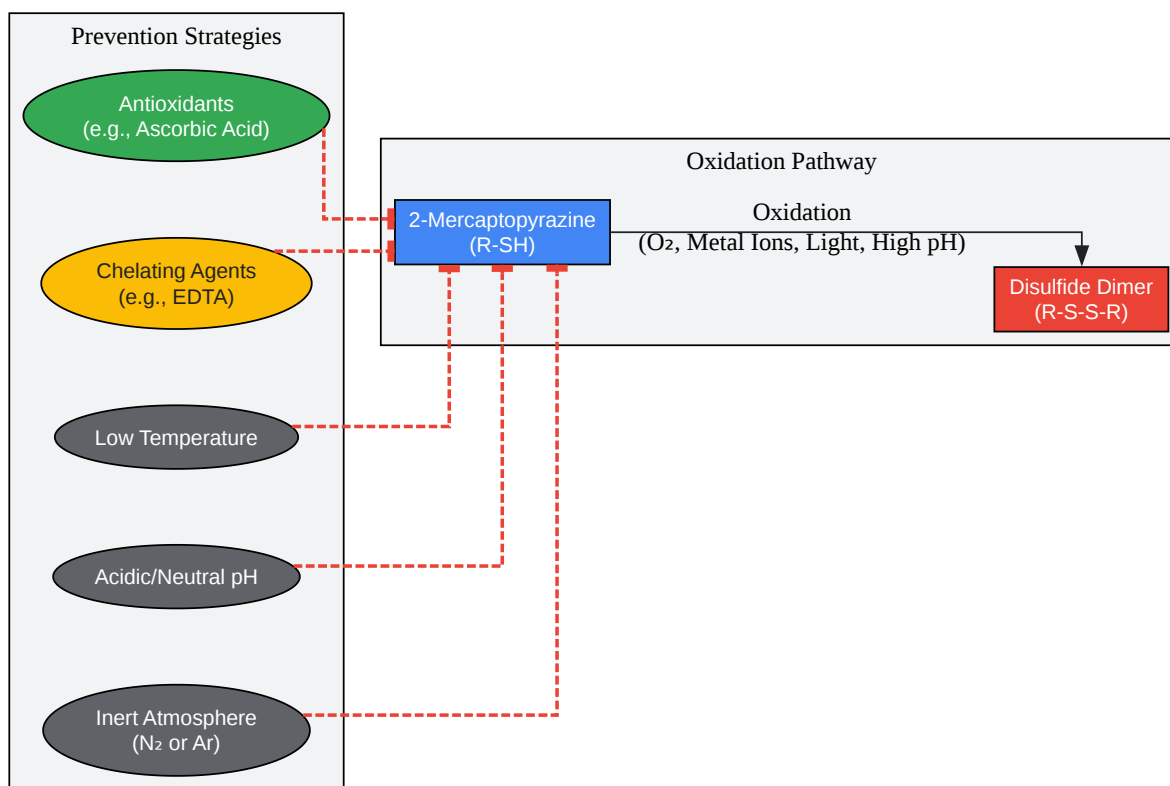 Prevention Strategies
Antioxidants
(e.g., Ascorbic Acid)
Chelating Agents
(e.g., EDTA)
Low Temperature
Acidic/Neutral pH
Inert Atmosphere
(N₂ or Ar)
Oxidation Pathway
2-Mercaptopyrazine
(R-SH)
Oxidation
(O₂, Metal Ions, Light, High pH)
Disulfide Dimer
(R-S-S-R)